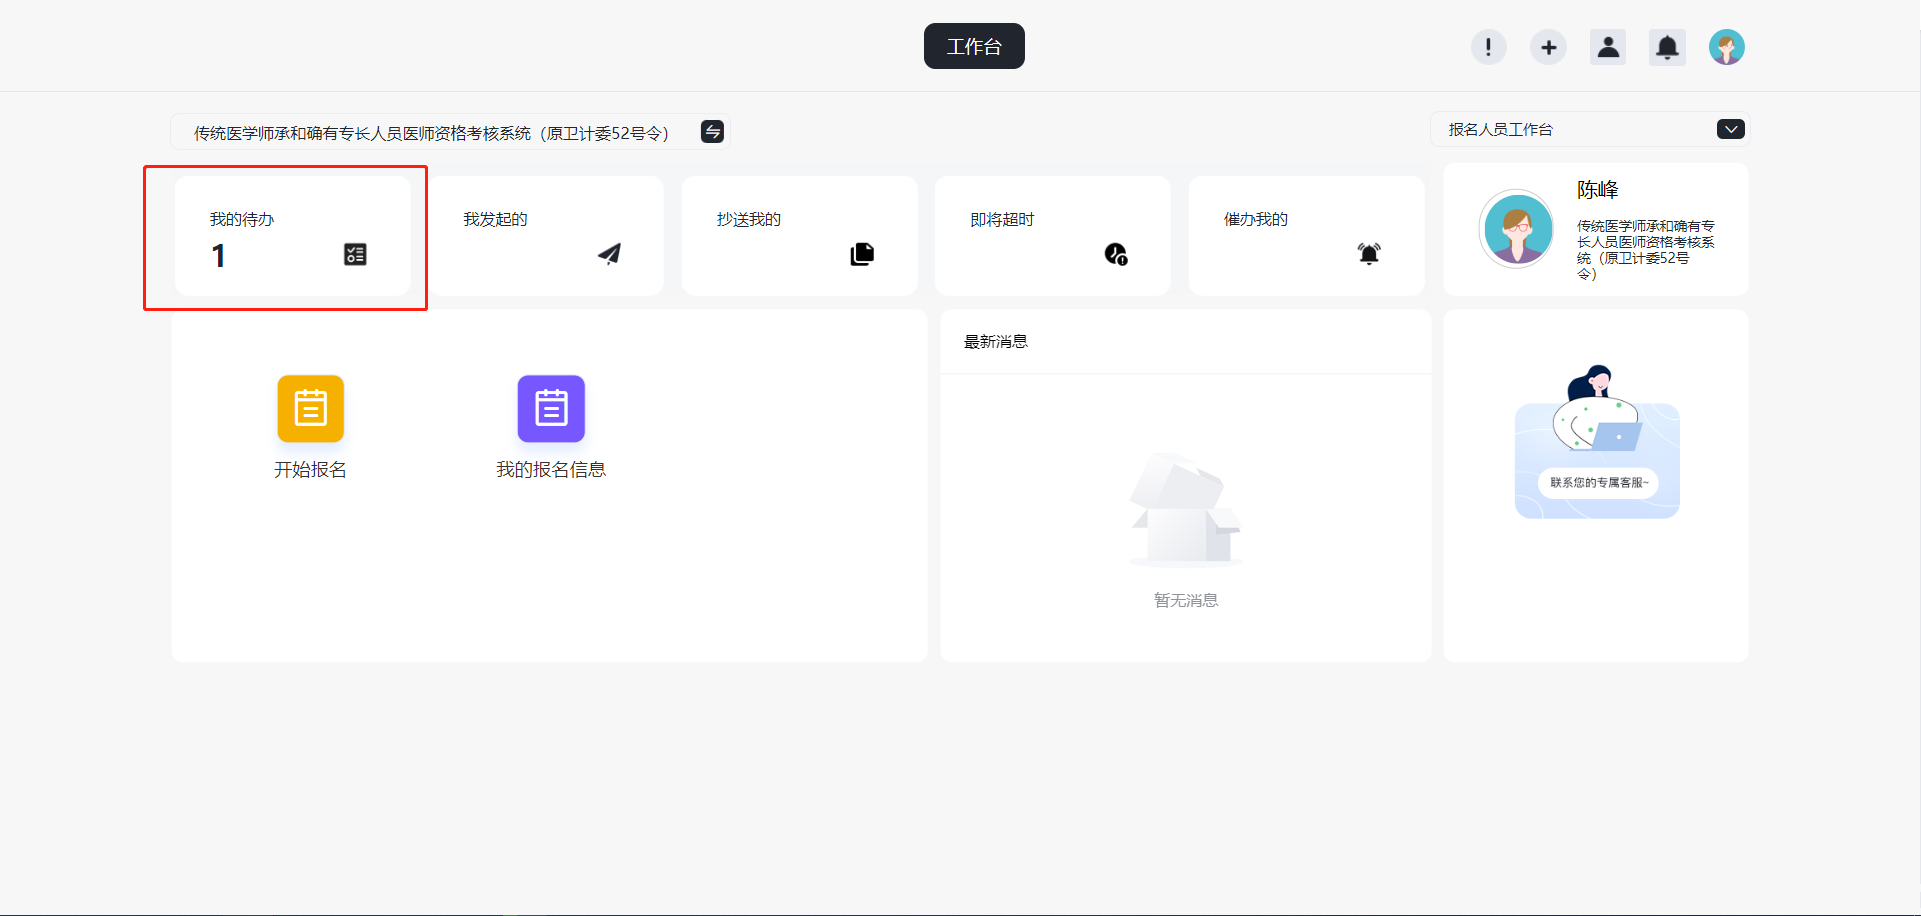 工作台
传统医学师承和确有专长人员医师资格考核系统（原卫计委52号令）
报名人员工作台
我的待办
1
我发起的
抄送我的
即将超时
催办我的
陈峰
传统医学师承和确有专
长人员医师资格考核系
统（原卫计委52号
令）
开始报名
我的报名信息
最新消息
暂无消息
联系您的专属客服~